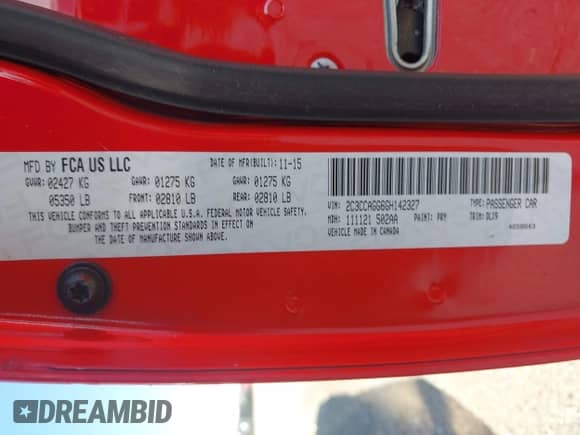 MFD BY FCA US LLC DATE OF MFR(BUILT): 11-15
GVWR: 02427 KG GAWR: 01275 KG GAWR: 01275 KG
05350 LB FRONT: 02810 LB REAR: 02810 LB
THIS VEHICLE CONFORMS TO ALL APPLICABLE U.S.A. FEDERAL MOTOR VEHICLE SAFETY,
BUMPER AND THEFT PREVENTION STANDARDS IN EFFECT ON
THE DATE OF MANUFACTURE SHOWN ABOVE.
VIN: 2C3CCAGG6GH142327 TYPE: PASSENGER CAR
MDH: 111121 502AA PAINT: PRM TRIM: DLX9
VEHICLE MADE IN CANADA
DREAMBID